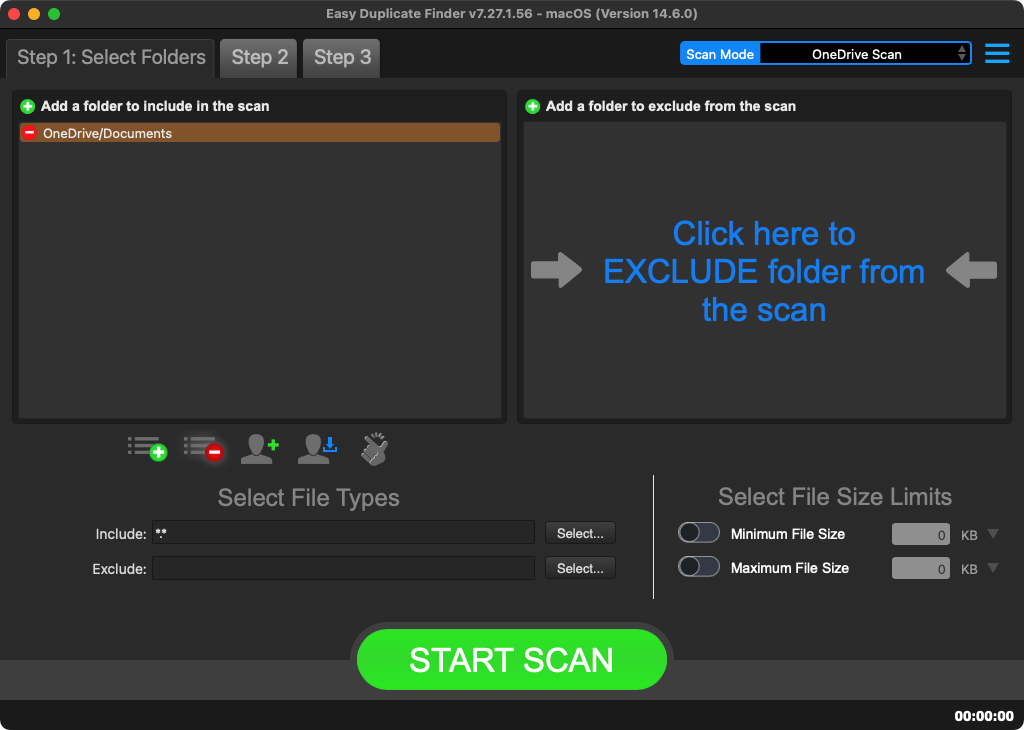 Easy Duplicate Finder v7.27.1.56 - macOS (Version 14.6.0)
Step 1: Select Folders
Step 2
Step 3
Scan Mode
OneDrive Scan
Add a folder to include in the scan
Add a folder to exclude from the scan
OneDrive/Documents
Click here to
EXCLUDE folder from
the scan
Select File Types
Select File Size Limits
Include: *.* Select...
Minimum File Size 0 KB
Exclude: Select...
Maximum File Size 0 KB
START SCAN
00:00:00